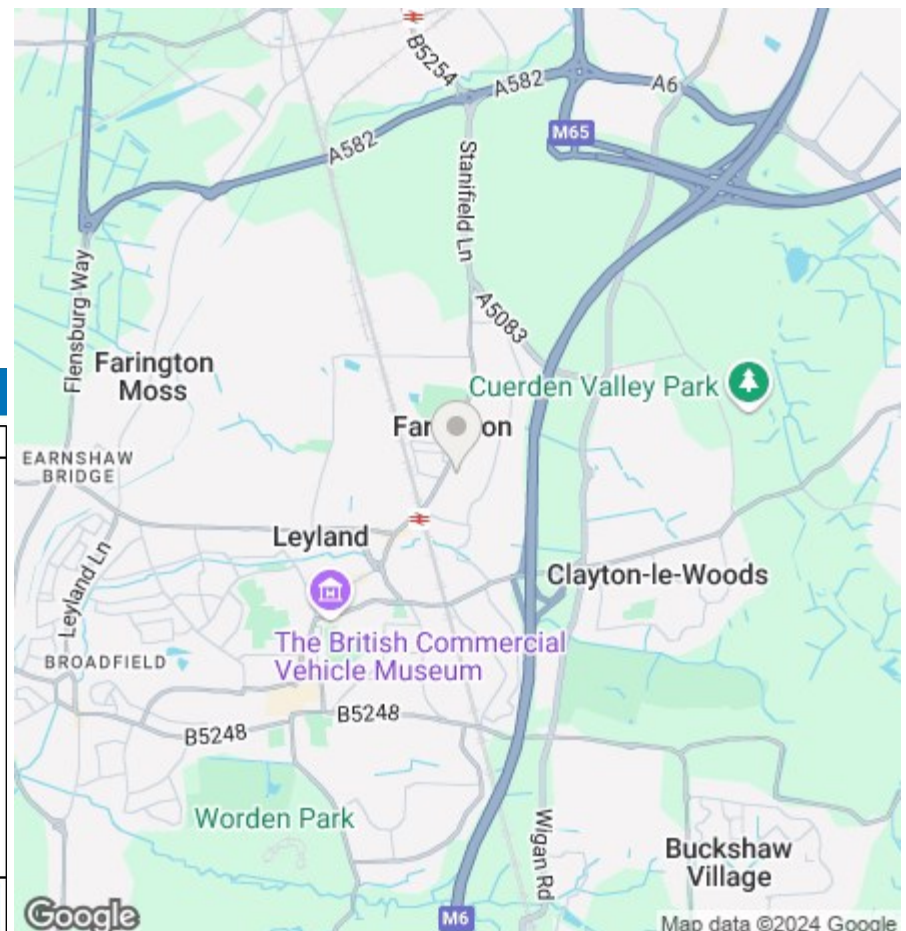 B5254
A582
A6
M65
A582
Stanifield Ln
Flensburg Way
A5083
Farington
Moss
Cuerden Valley Park
Far on
EARNSHAW
BRIDGE
Leyland
Clayton-le-Woods
Leyland Ln
The British Commercial
Vehicle Museum
BROADFIELD
B5248
B5248
Worden Park
Wigan Rd
Buckshaw
Village
Google
M6
Map data ©2024 Google